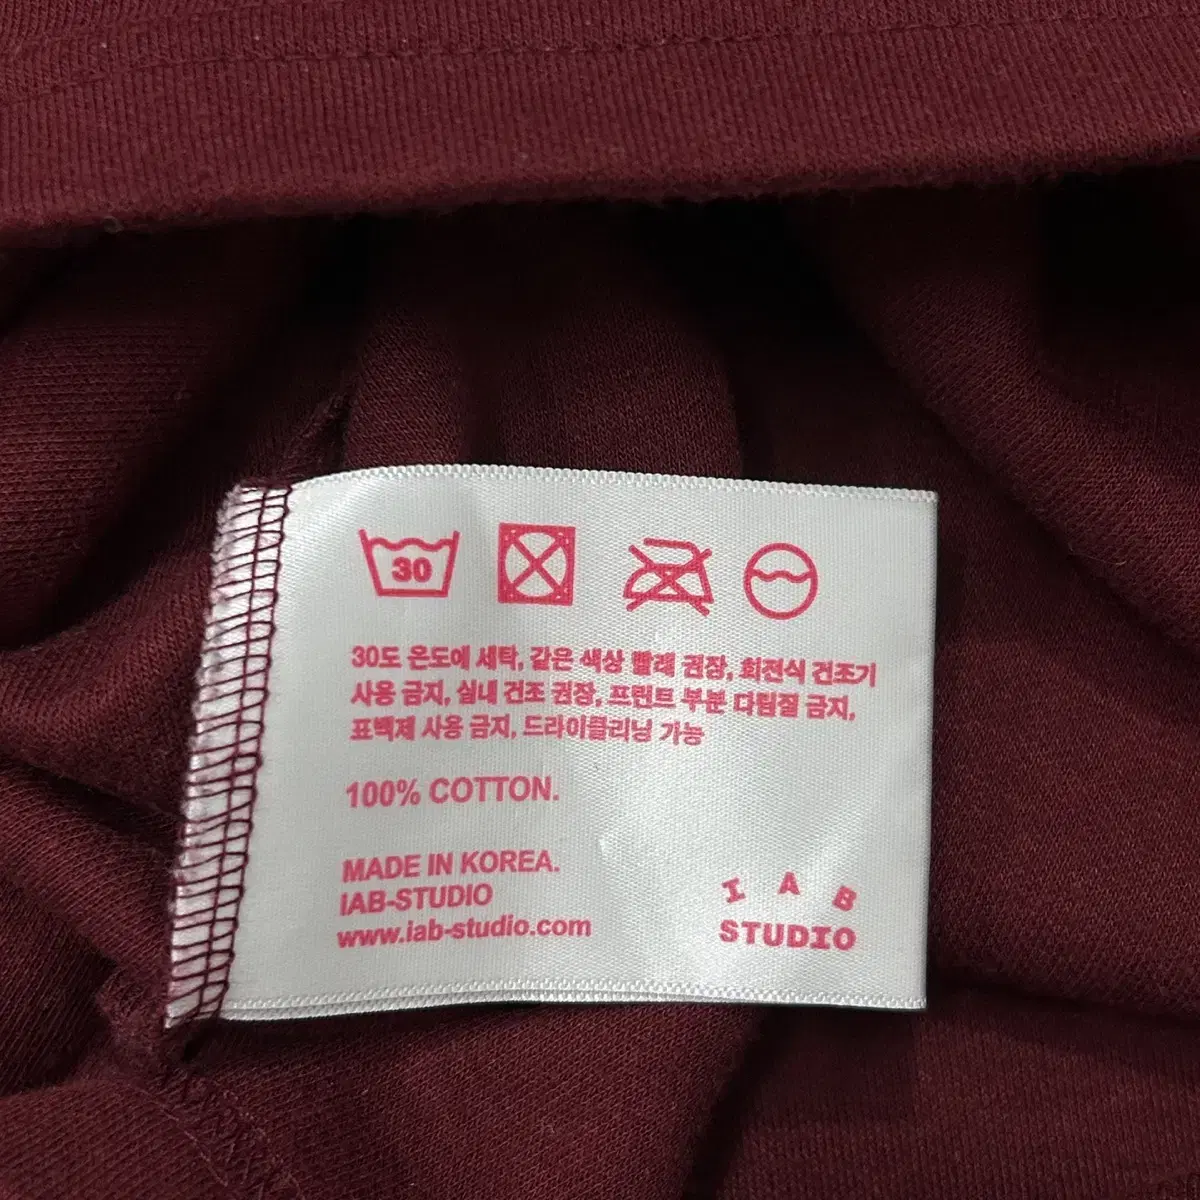 30
30도 온도에 세탁, 같은 색상 빨래 권장, 회전식 건조기
사용 금지, 실내 건조 권장, 프린트 부분 다림질 금지,
표백제 사용 금지, 드라이클리닝 가능
100% COTTON.
MADE IN KOREA.
IAB-STUDIO
www.iab-studio.com
I A B
STUDIO